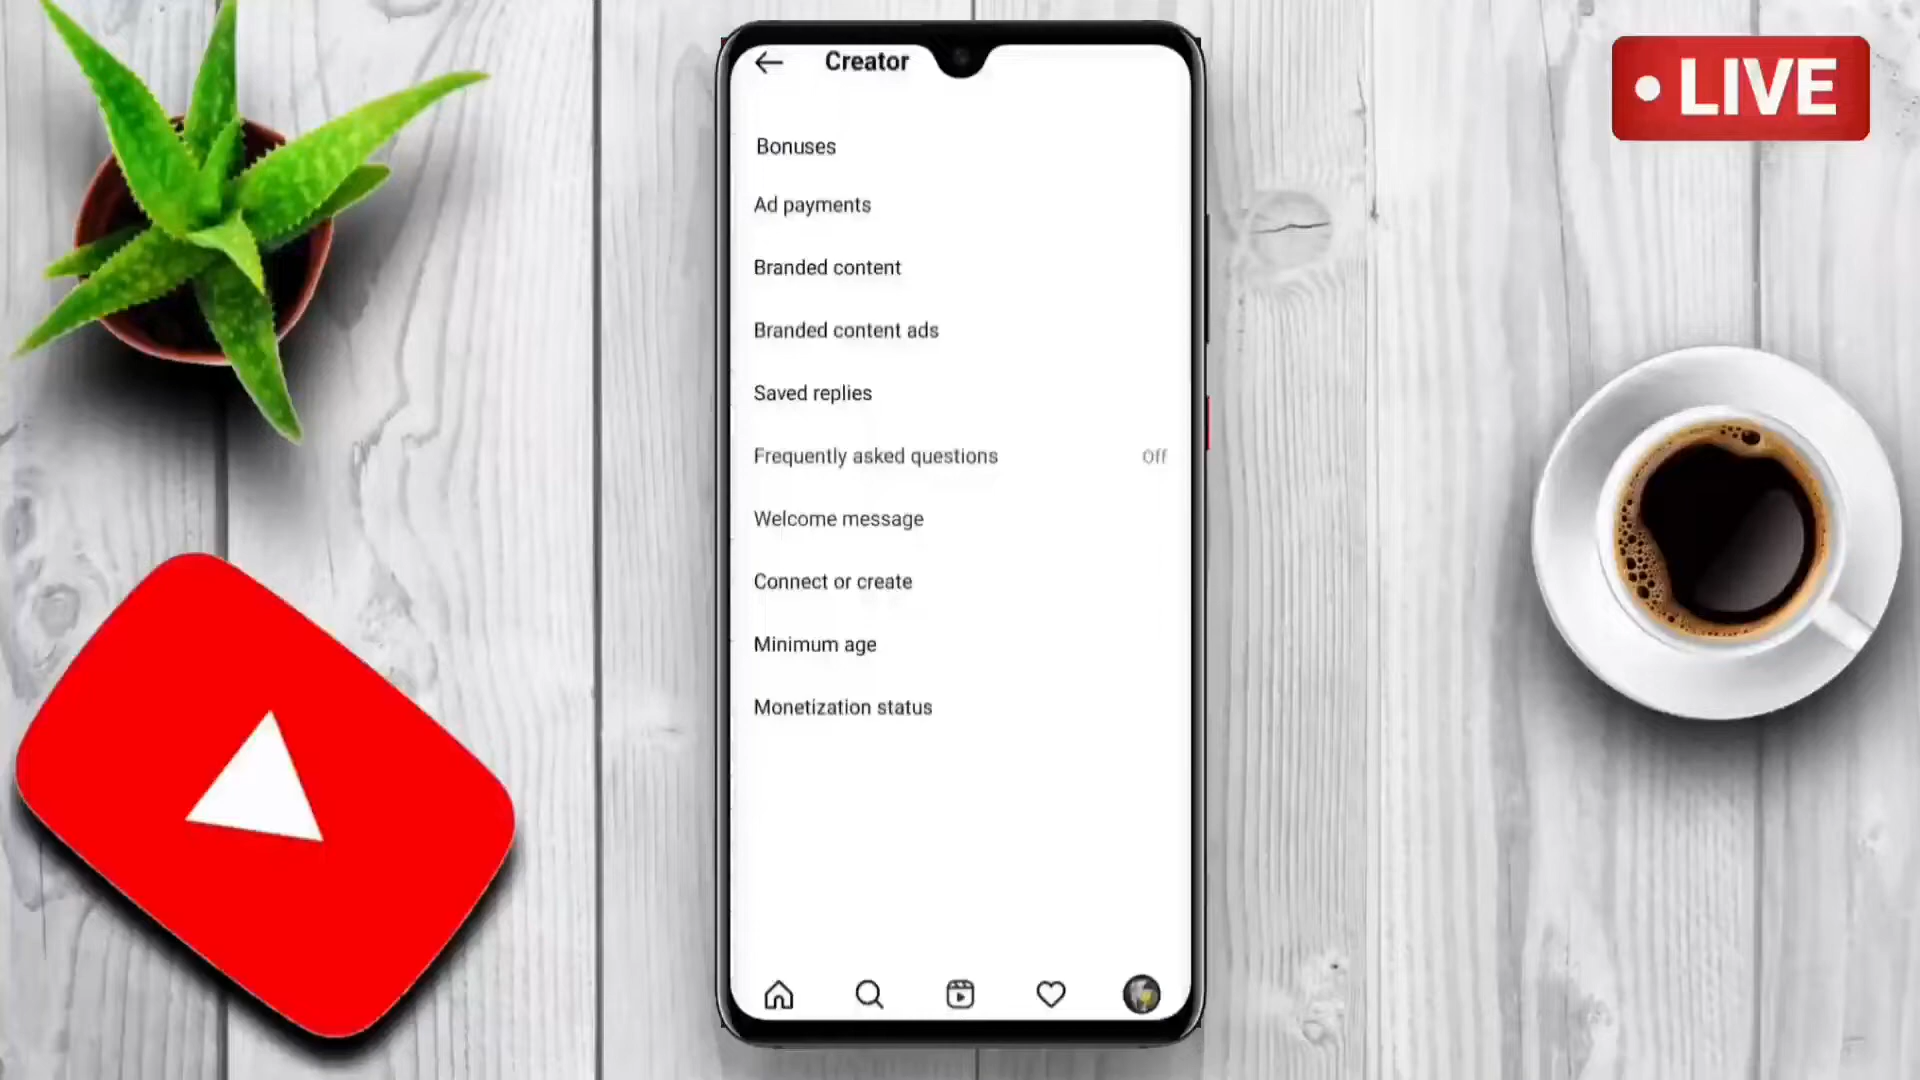 Creator
LIVE
Bonuses
Ad payments
Branded content
Branded content ads
Saved replies
Frequently asked questions Off
Welcome message
Connect or create
Minimum age
Monetization status